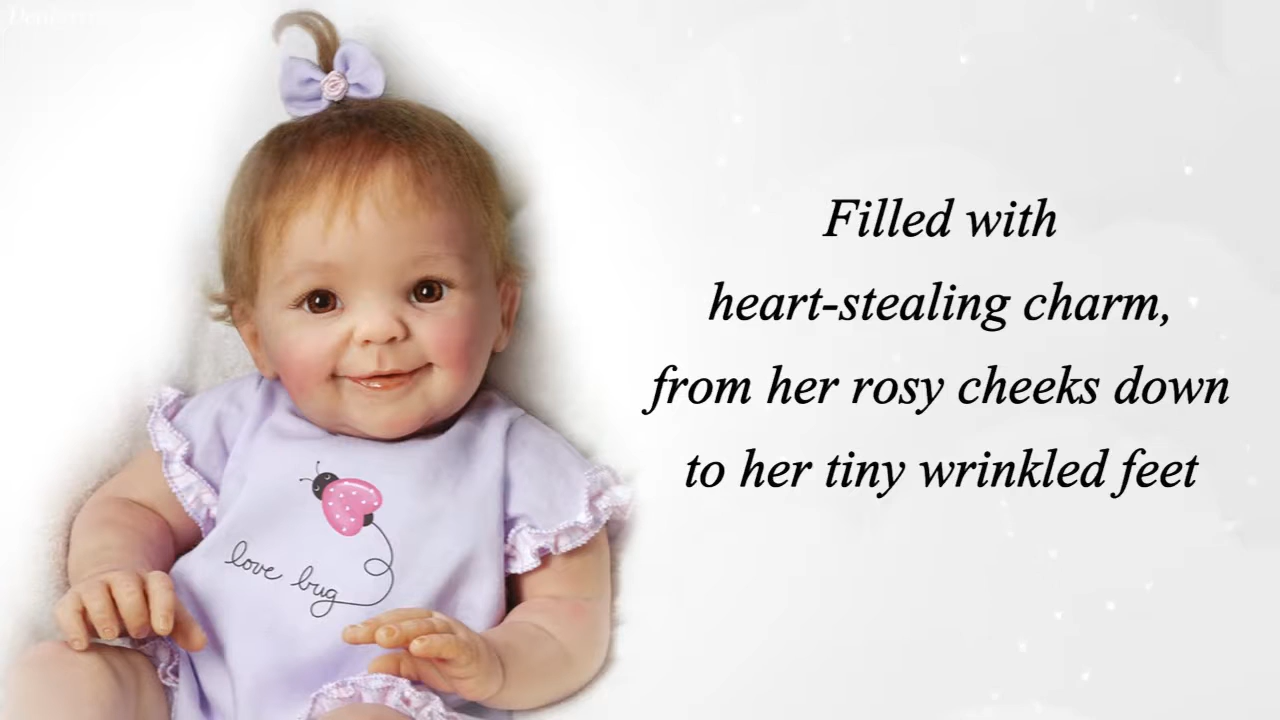 Filled with
heart-stealing charm,
from her rosy cheeks down
to her tiny wrinkled feet
love bug